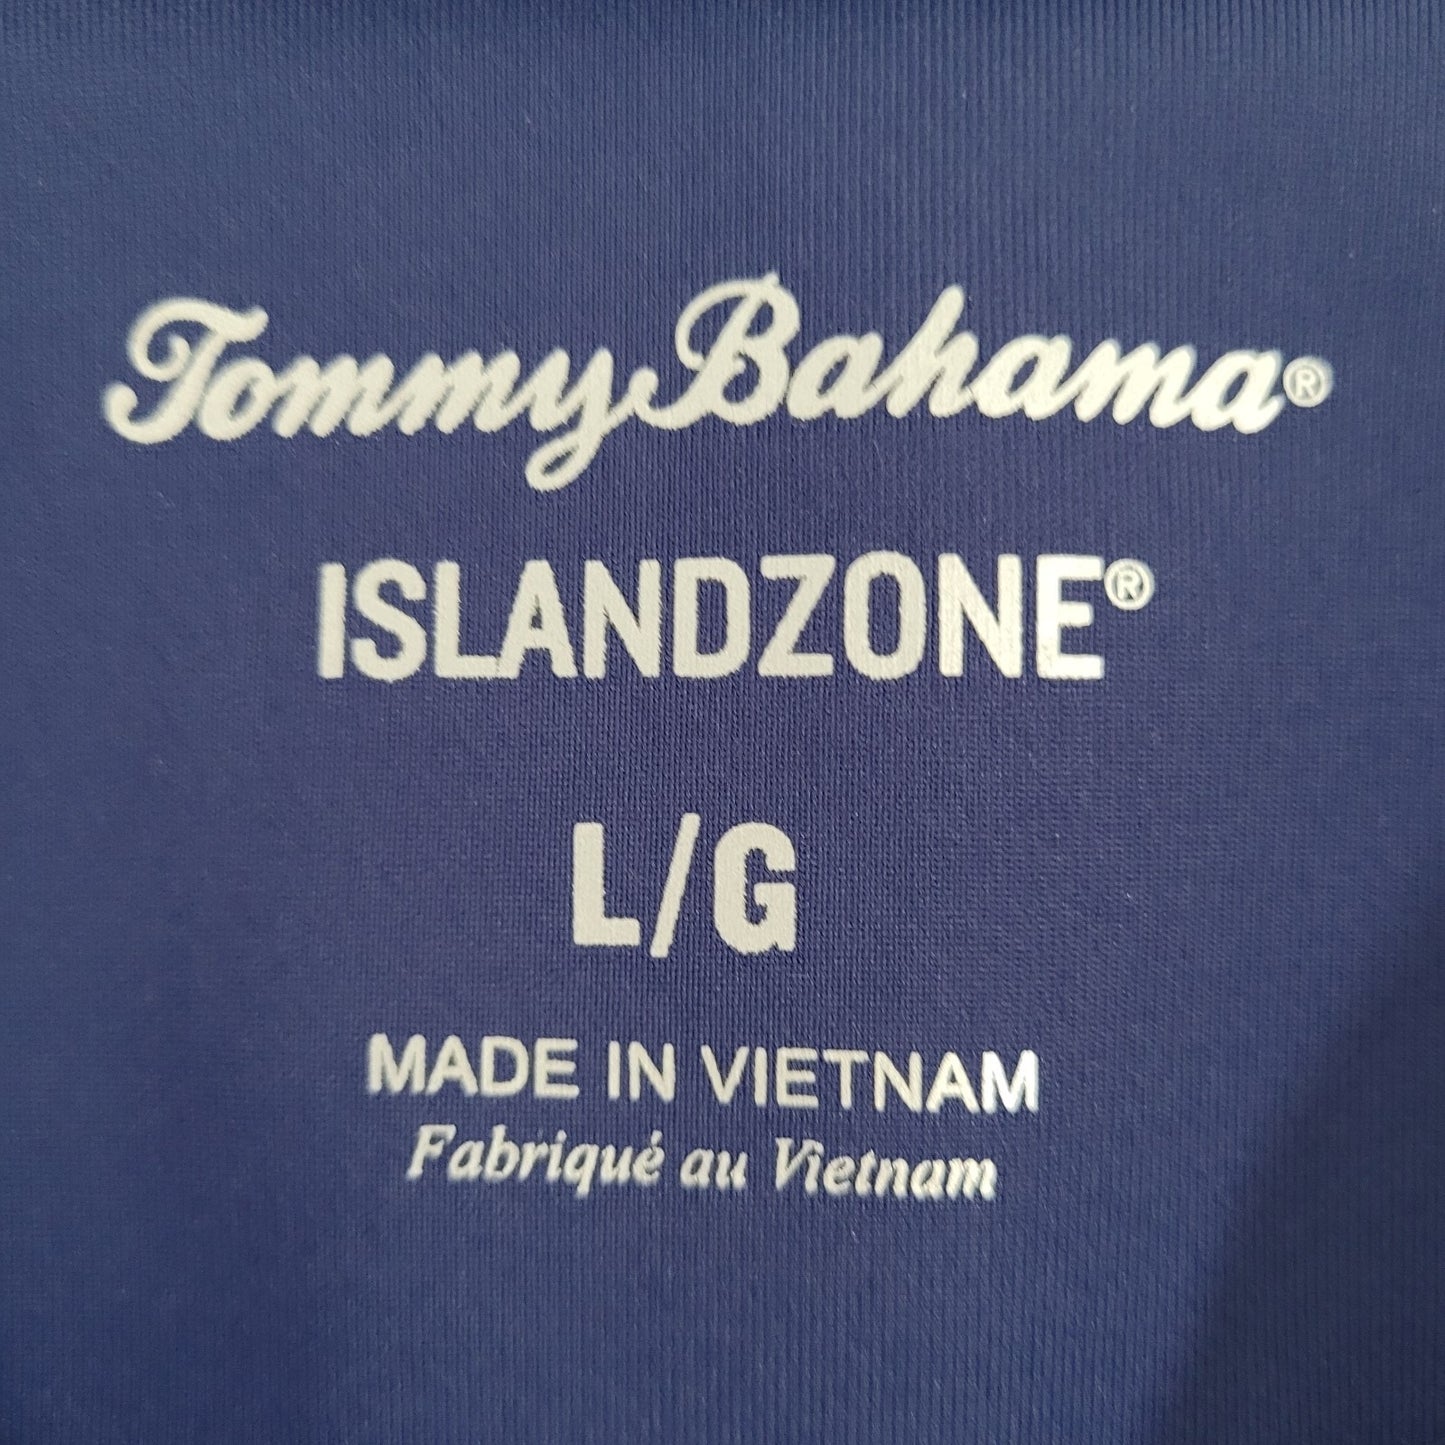 Tommy Bahama®
ISLANDZONE®
L/G
MADE IN VIETNAM
Fabriqué au Vietnam